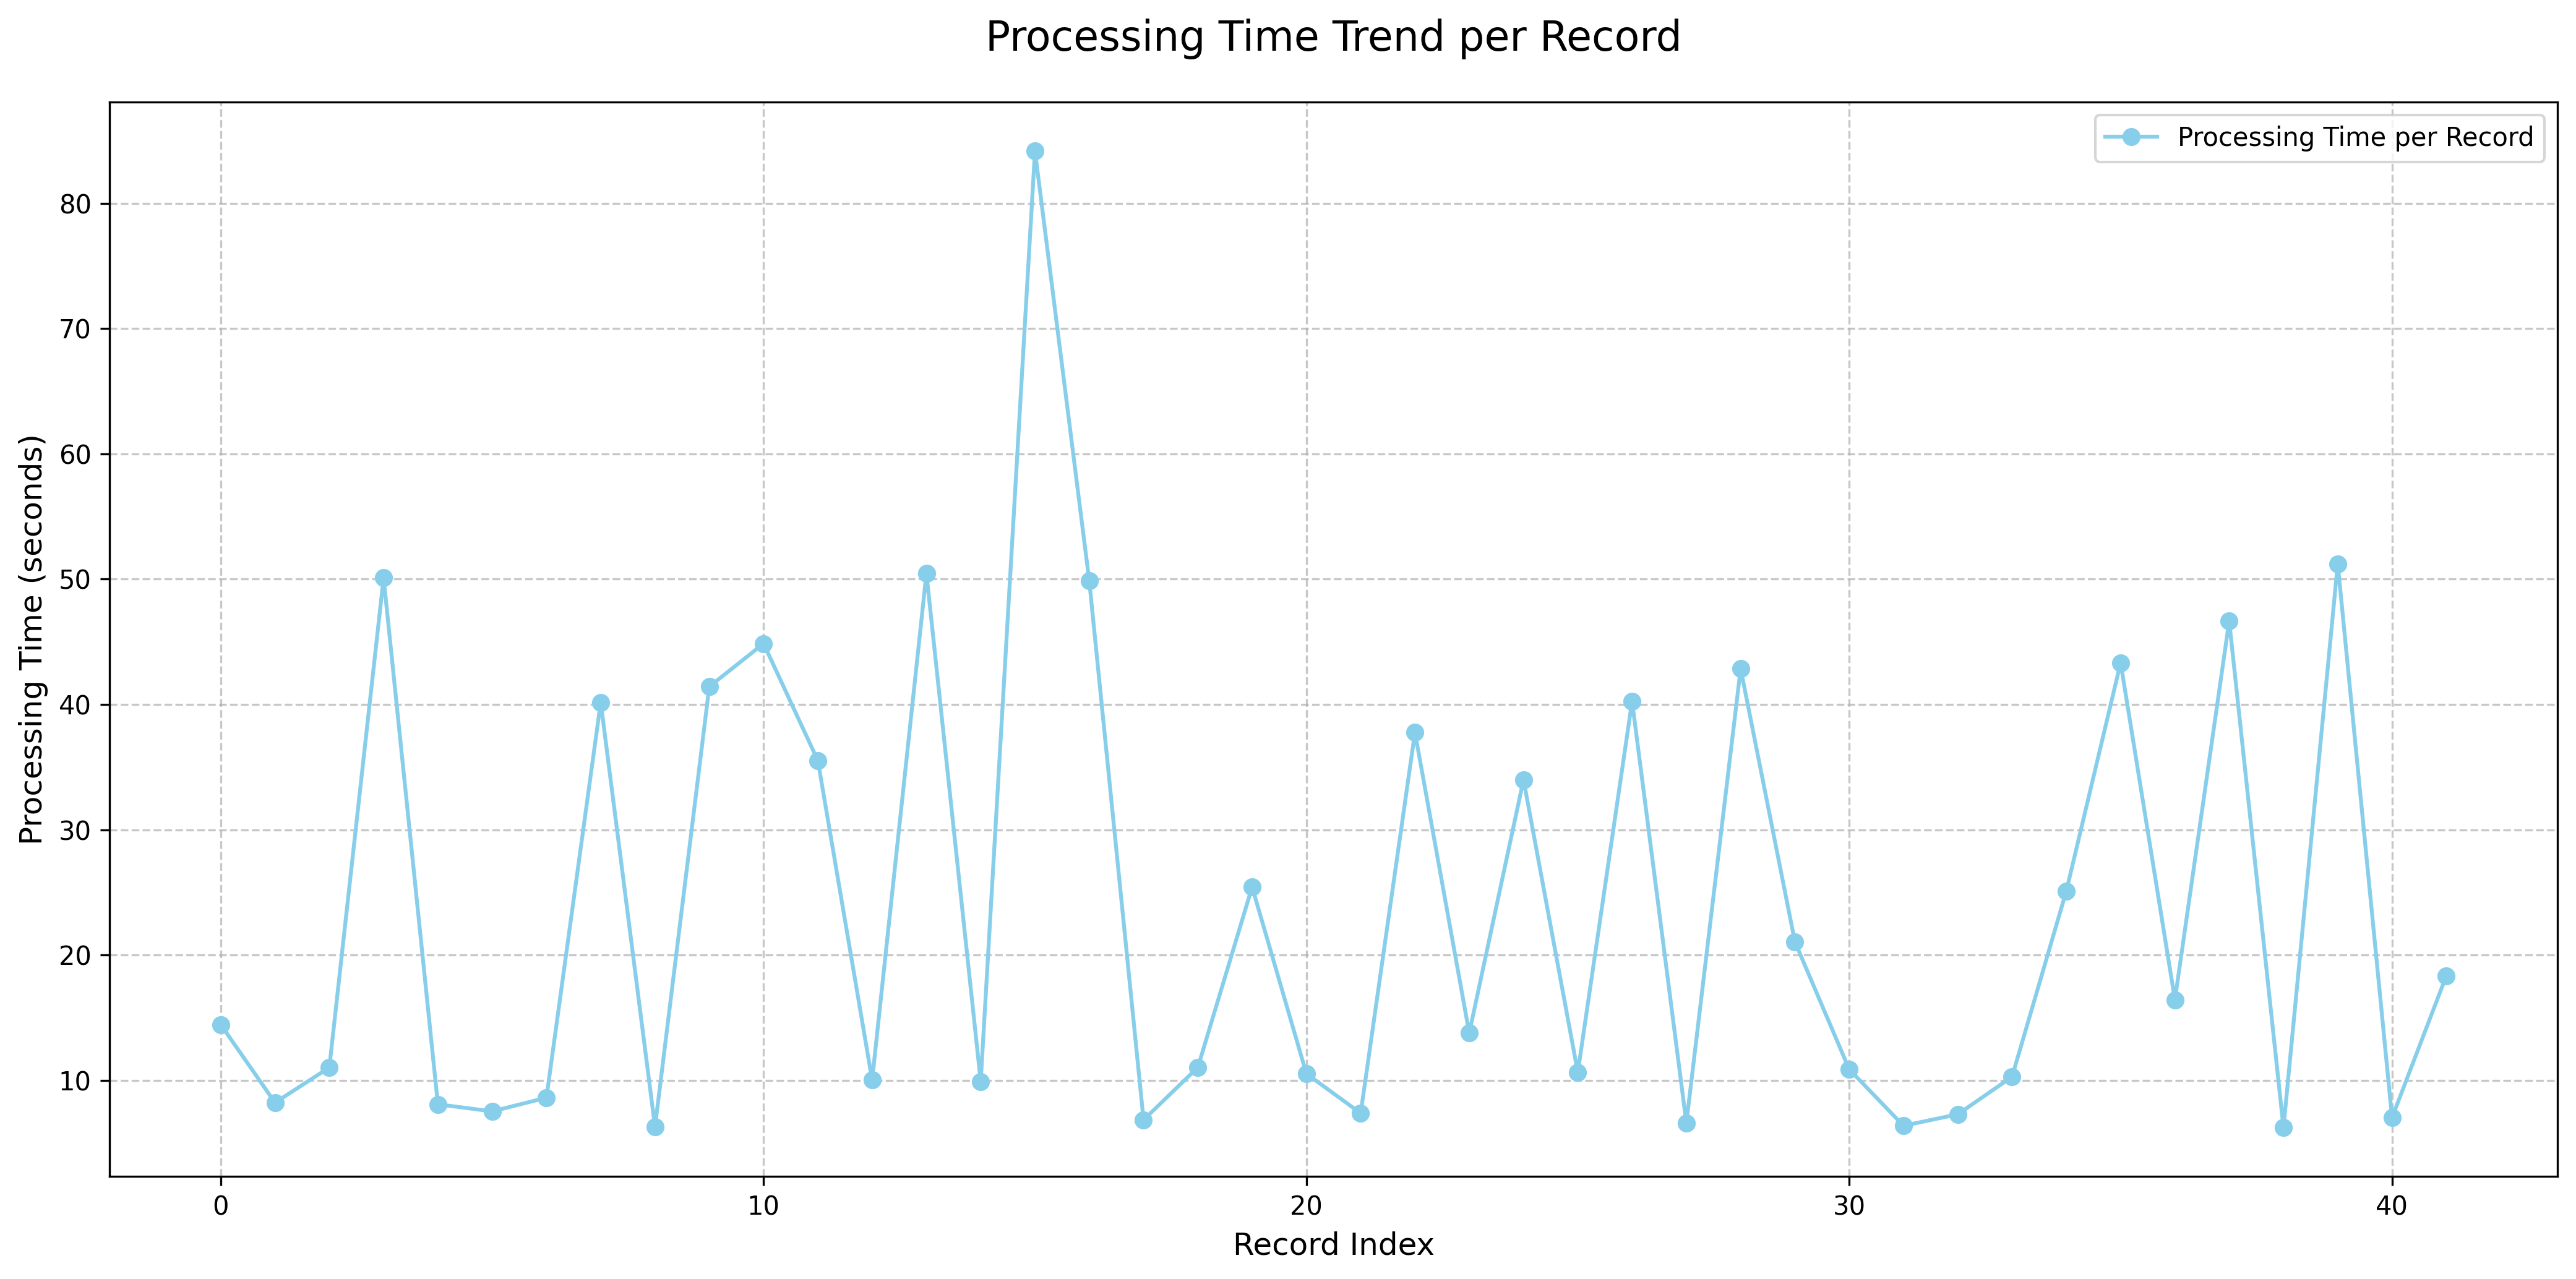 Processing Time Trend per Record
Processing Time per Record
Processing Time (seconds)
80
70
60
50
40
30
20
10
0 10 20 30 40
Record Index